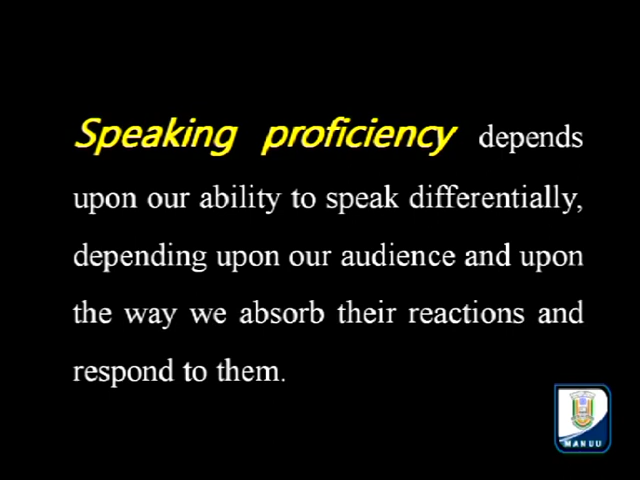 Speaking proficiency depends
upon our ability to speak differentially,
depending upon our audience and upon
the way we absorb their reactions and
respond to them.
MANUU